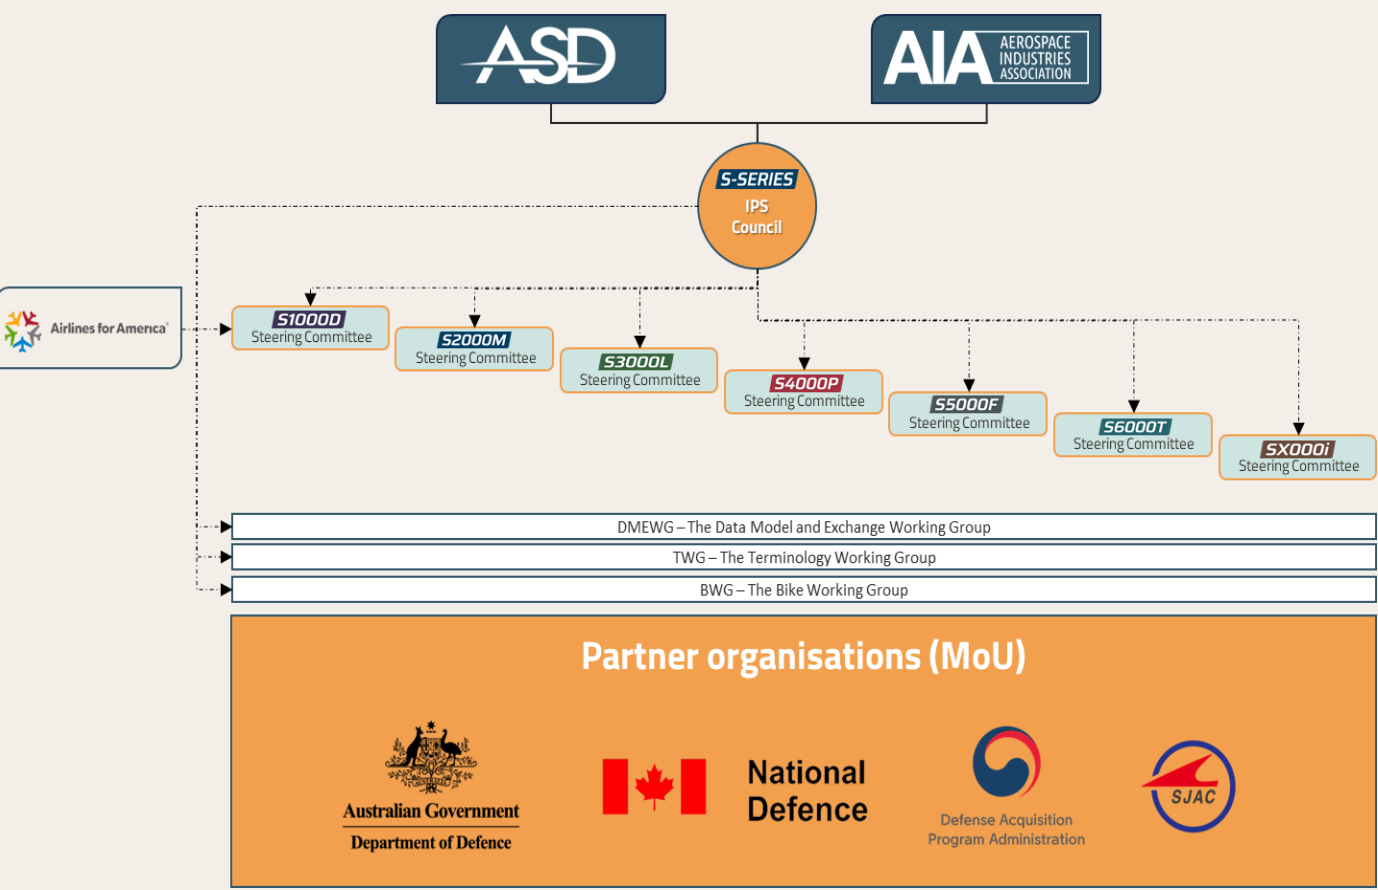 ASD
AIA AEROSPACE
INDUSTRIES
ASSOCIATION
S-SERIES
IPS
Council
Airlines for America
S1000D
Steering Committee
S2000M
Steering Committee
S3000L
Steering Committee
S4000P
Steering Committee
S5000F
Steering Committee
S6000T
Steering Committee
SX000i
Steering Committee
DMEWG – The Data Model and Exchange Working Group
TWG – The Terminology Working Group
BWG – The Bike Working Group
Partner organisations (MoU)
AUSTRALIA
Australian Government
Department of Defence
National
Defence
Defense Acquisition
Program Administration
SJAC